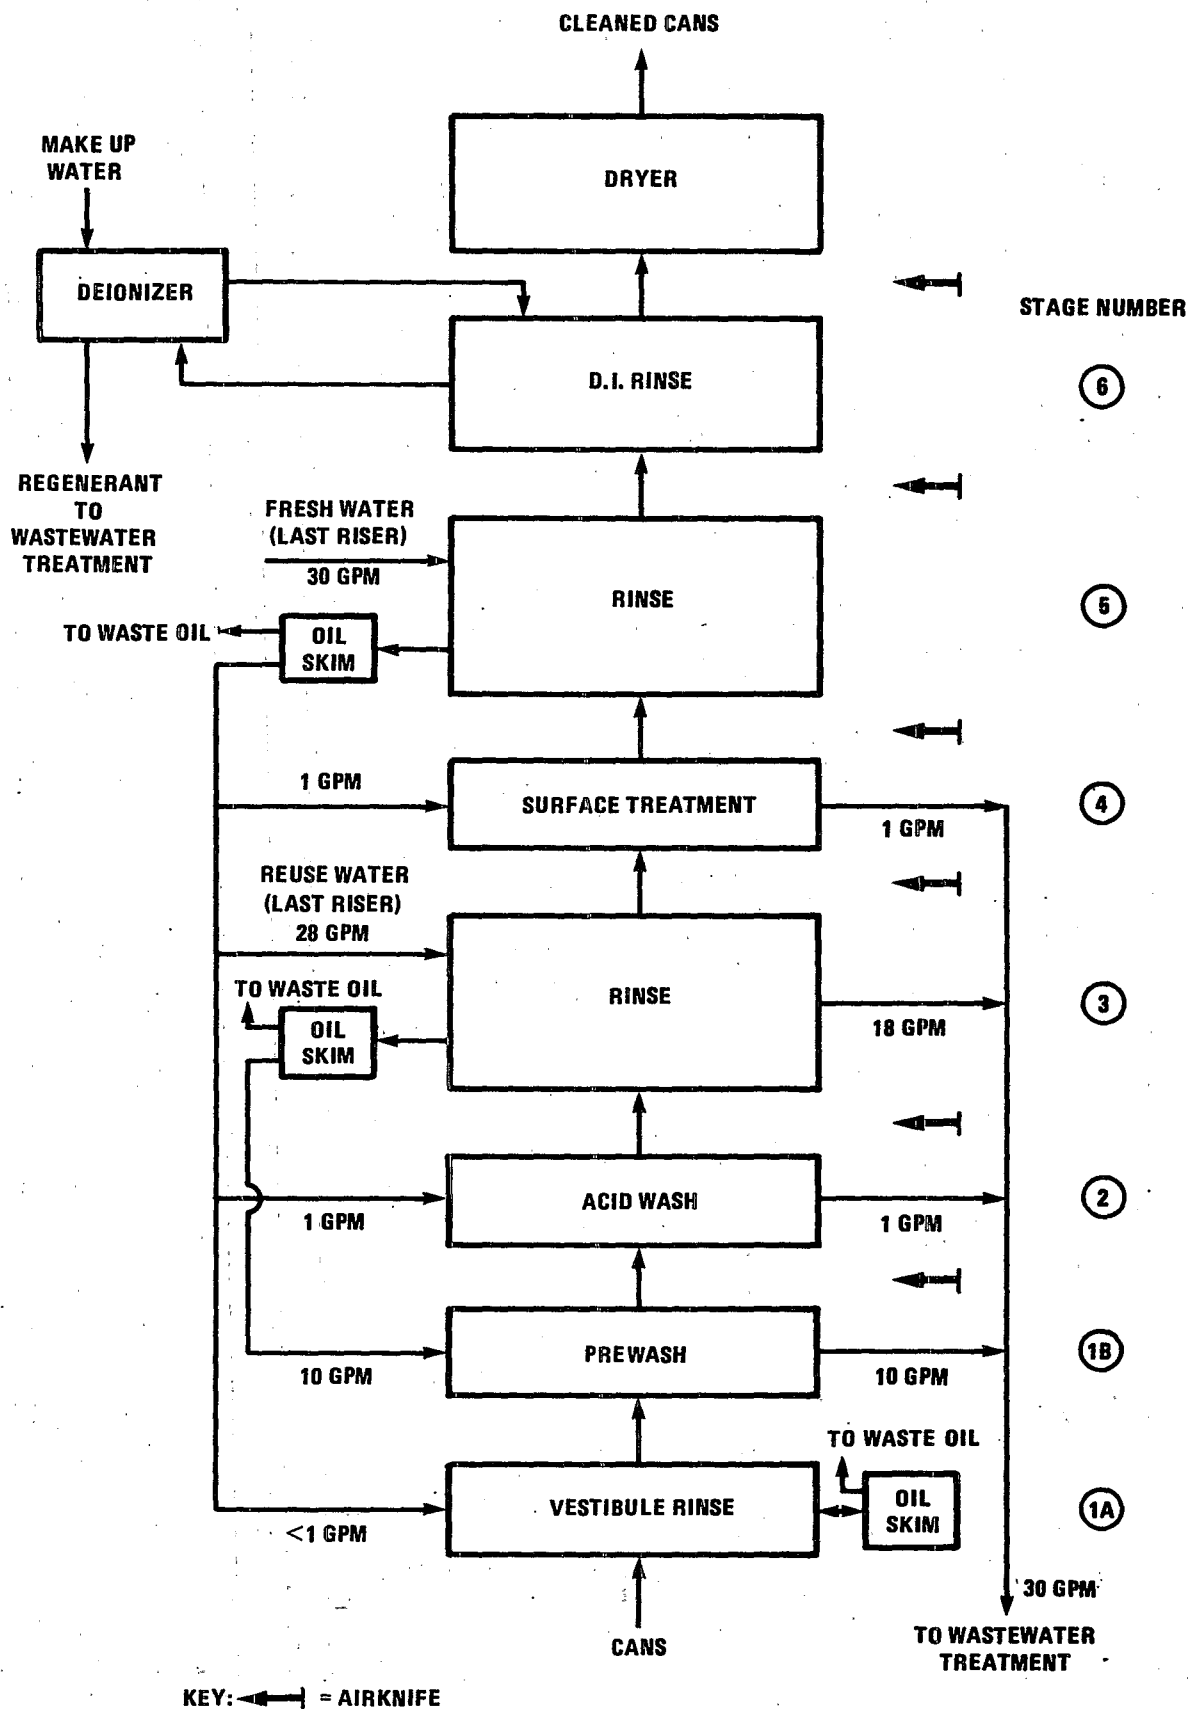 CLEANED CANS
MAKE UP
WATER
DRYER
DEIONIZER
STAGE NUMBER
D.I. RINSE
6
REGENERANT
TO
WASTEWATER
TREATMENT
FRESH WATER
(LAST RISER)
30 GPM
RINSE
5
TO WASTE OIL
OIL
SKIM
1 GPM
SURFACE TREATMENT
1 GPM
4
REUSE WATER
(LAST RISER)
28 GPM
TO WASTE OIL
RINSE
OIL
SKIM
18 GPM
3
ACID WASH
1 GPM
1 GPM
2
PREWASH
10 GPM
10 GPM
1B
TO WASTE OIL
VESTIBULE RINSE
OIL
SKIM
1A
<1 GPM
30 GPM
CANS
TO WASTEWATER
TREATMENT
KEY: = AIRKNIFE